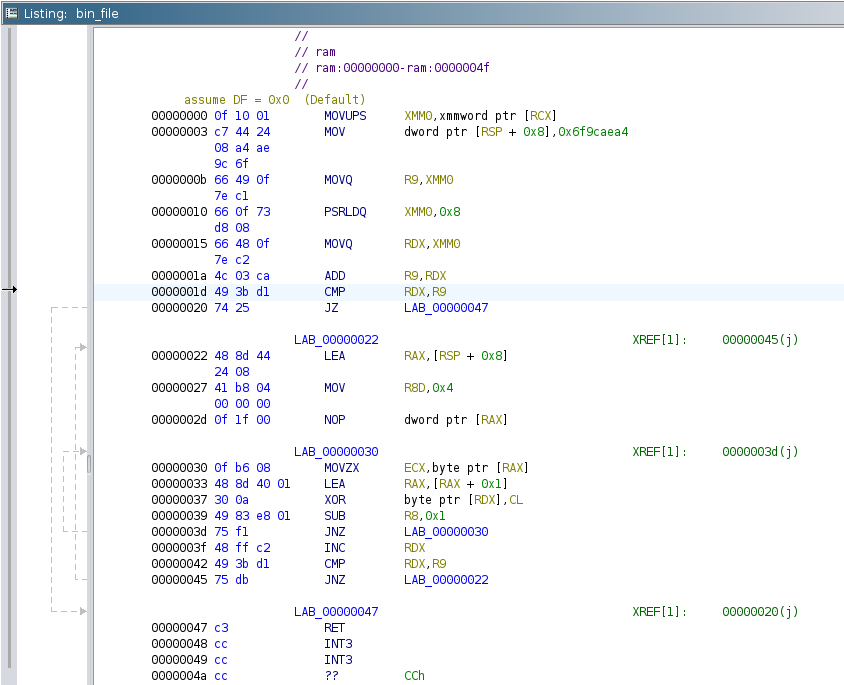 Listing: bin_file
//
// ram
// ram:00000000-ram:0000004f
//
assume DF = 0x0 (Default)
00000000 0f 10 01 MOVUPS XMM0,xmmword ptr [RCX]
00000003 c7 44 24 MOV dword ptr [RSP + 0x8],0x6f9caea4
08 a4 ae
9c 6f
0000000b 66 49 0f MOVQ R9,XMM0
7e c1
00000010 66 0f 73 PSRLDQ XMM0,0x8
d8 08
00000015 66 48 0f MOVQ RDX,XMM0
7e c2
0000001a 4c 03 ca ADD R9,RDX
0000001d 49 3b d1 CMP RDX,R9
00000020 74 25 JZ LAB_00000047
LAB_00000022 XREF[1]: 00000045(j)
00000022 48 8d 44 LEA RAX,[RSP + 0x8]
24 08
00000027 41 b8 04 MOV R8D,0x4
00 00 00
0000002d 0f 1f 00 NOP dword ptr [RAX]
LAB_00000030 XREF[1]: 0000003d(j)
00000030 0f b6 08 MOVZX ECX,byte ptr [RAX]
00000033 48 8d 40 01 LEA RAX,[RAX + 0x1]
00000037 30 0a XOR byte ptr [RDX],CL
00000039 49 83 e8 01 SUB R8,0x1
0000003d 75 f1 JNZ LAB_00000030
0000003f 48 ff c2 INC RDX
00000042 49 3b d1 CMP RDX,R9
00000045 75 db JNZ LAB_00000022
LAB_00000047 XREF[1]: 00000020(j)
00000047 c3 RET
00000048 cc INT3
00000049 cc INT3
0000004a cc ?? CCh